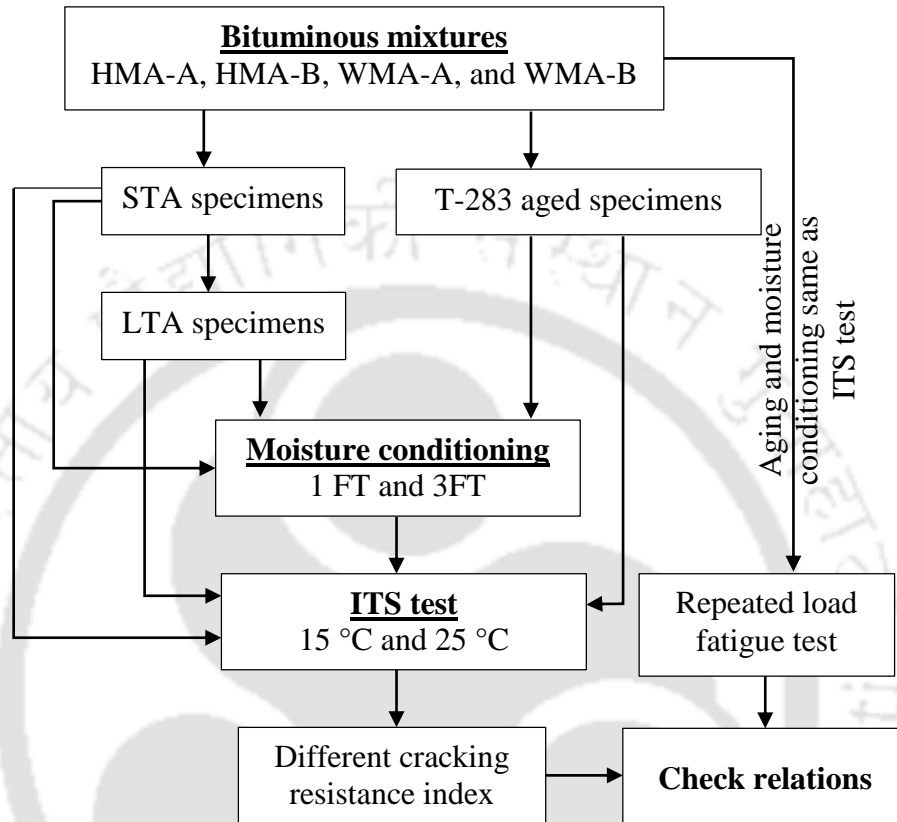 Bituminous mixtures
HMA-A, HMA-B, WMA-A, and WMA-B
STA specimens
T-283 aged specimens
LTA specimens
Aging and moisture
conditioning same as
ITS test
Moisture conditioning
1 FT and 3FT
ITS test
15 °C and 25 °C
Repeated load
fatigue test
Different cracking
resistance index
Check relations